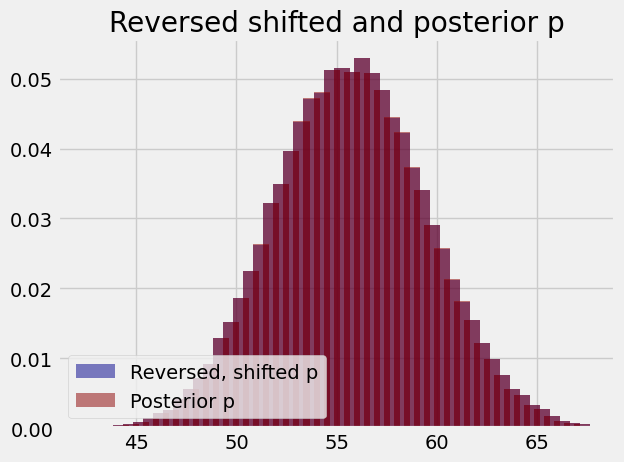 Reversed shifted and posterior p
0.05
0.04
0.03
0.02
0.01
0.00
Reversed, shifted p
Posterior p
45 50 55 60 65